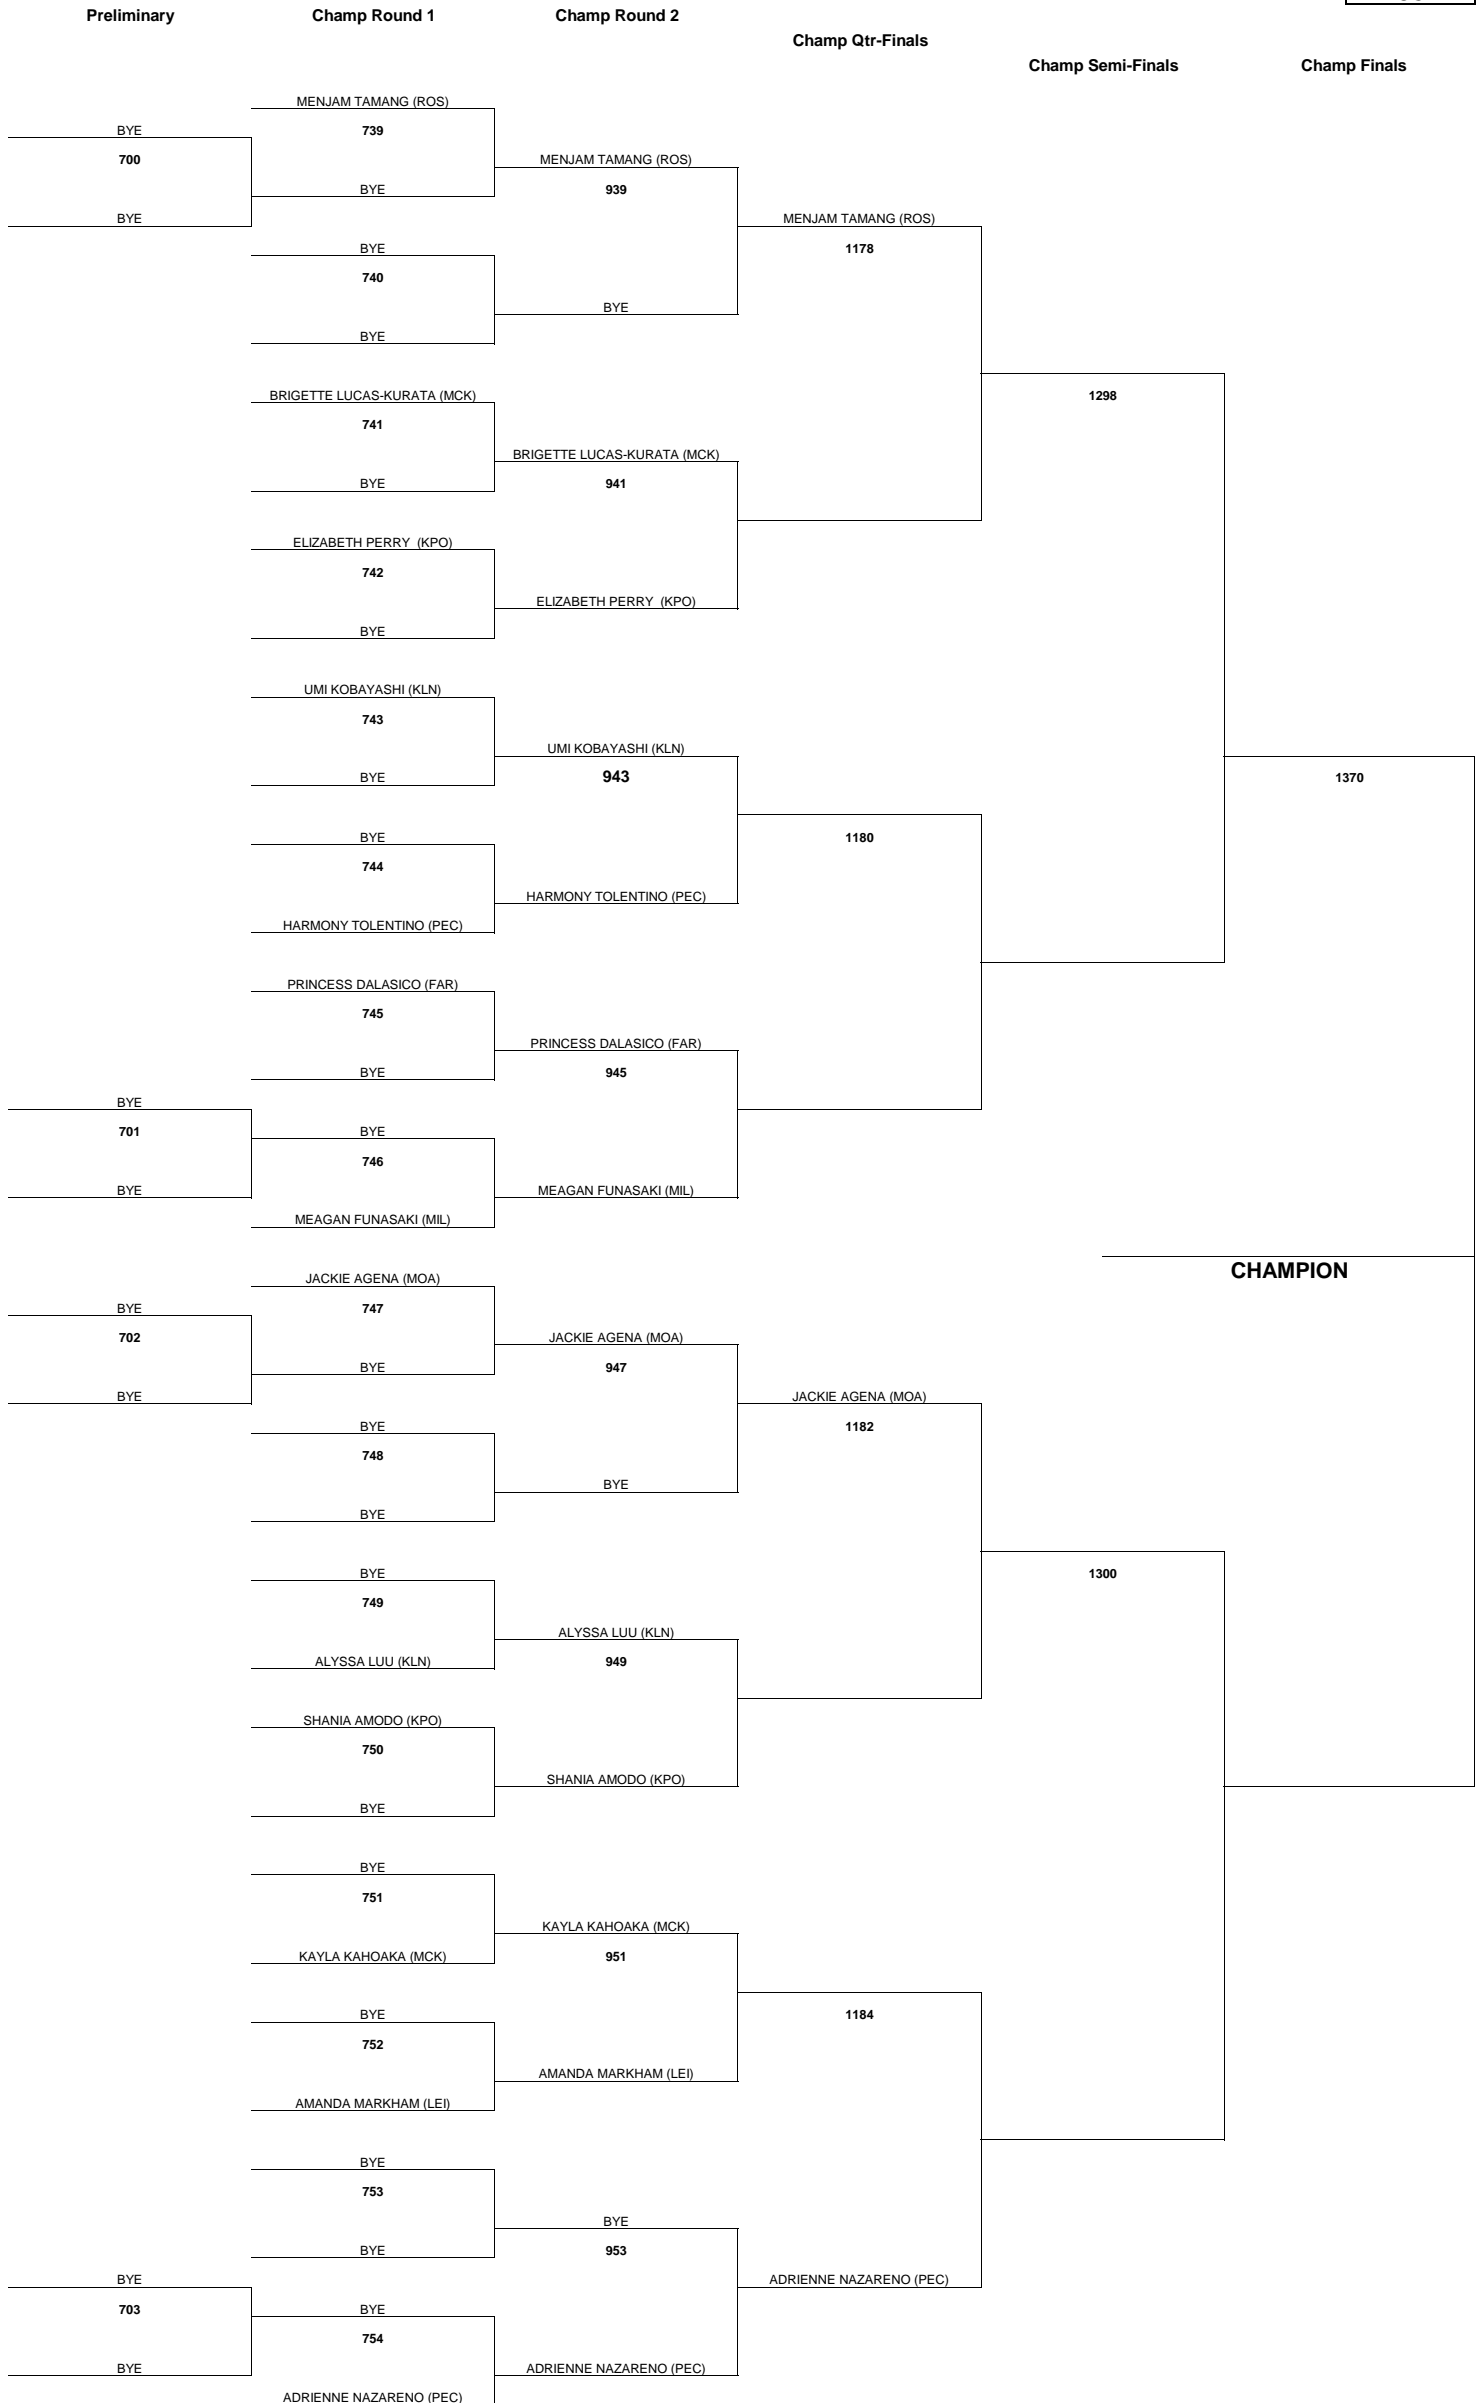 Preliminary
Champ Round 1
Champ Round 2
Champ Qtr-Finals
Champ Semi-Finals
Champ Finals
MENJAM TAMANG (ROS)
BYE
739
700
MENJAM TAMANG (ROS)
BYE
939
BYE
MENJAM TAMANG (ROS)
BYE
1178
740
BYE
BYE
BRIGETTE LUCAS-KURATA (MCK)
1298
741
BRIGETTE LUCAS-KURATA (MCK)
BYE
941
ELIZABETH PERRY (KPO)
742
ELIZABETH PERRY (KPO)
BYE
UMI KOBAYASHI (KLN)
743
UMI KOBAYASHI (KLN)
BYE
943
1370
BYE
1180
744
HARMONY TOLENTINO (PEC)
HARMONY TOLENTINO (PEC)
PRINCESS DALASICO (FAR)
745
PRINCESS DALASICO (FAR)
BYE
945
BYE
701
BYE
746
BYE
MEAGAN FUNASAKI (MIL)
MEAGAN FUNASAKI (MIL)
CHAMPION
JACKIE AGENA (MOA)
BYE
747
702
JACKIE AGENA (MOA)
BYE
947
BYE
JACKIE AGENA (MOA)
BYE
1182
748
BYE
BYE
BYE
1300
749
ALYSSA LUU (KLN)
ALYSSA LUU (KLN)
949
SHANIA AMODO (KPO)
750
SHANIA AMODO (KPO)
BYE
BYE
751
KAYLA KAHOAKA (MCK)
KAYLA KAHOAKA (MCK)
951
BYE
1184
752
AMANDA MARKHAM (LEI)
AMANDA MARKHAM (LEI)
BYE
753
BYE
BYE
953
BYE
ADRIENNE NAZARENO (PEC)
703
BYE
754
BYE
ADRIENNE NAZARENO (PEC)
ADRIENNE NAZARENO (PEC)